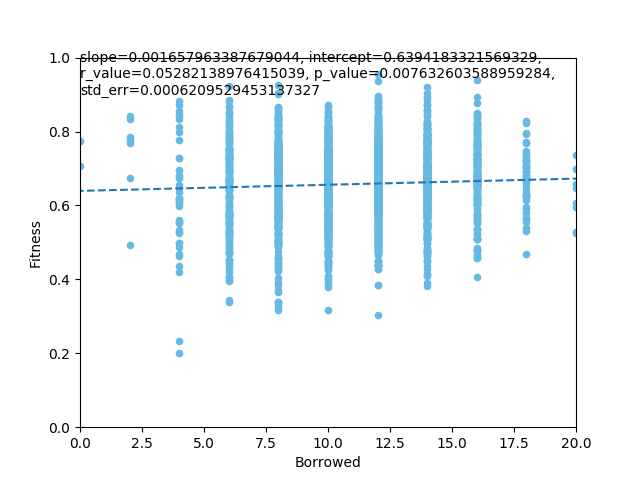 slope=0.001657963387679044, intercept=0.6394183321569329,
r_value=0.05282138976415039, p_value=0.007632603588959284,
std_err=0.0006209529453137327
1.0
0.8
0.6
0.4
0.2
0.0
Fitness
0.0 2.5 5.0 7.5 10.0 12.5 15.0 17.5 20.0
Borrowed